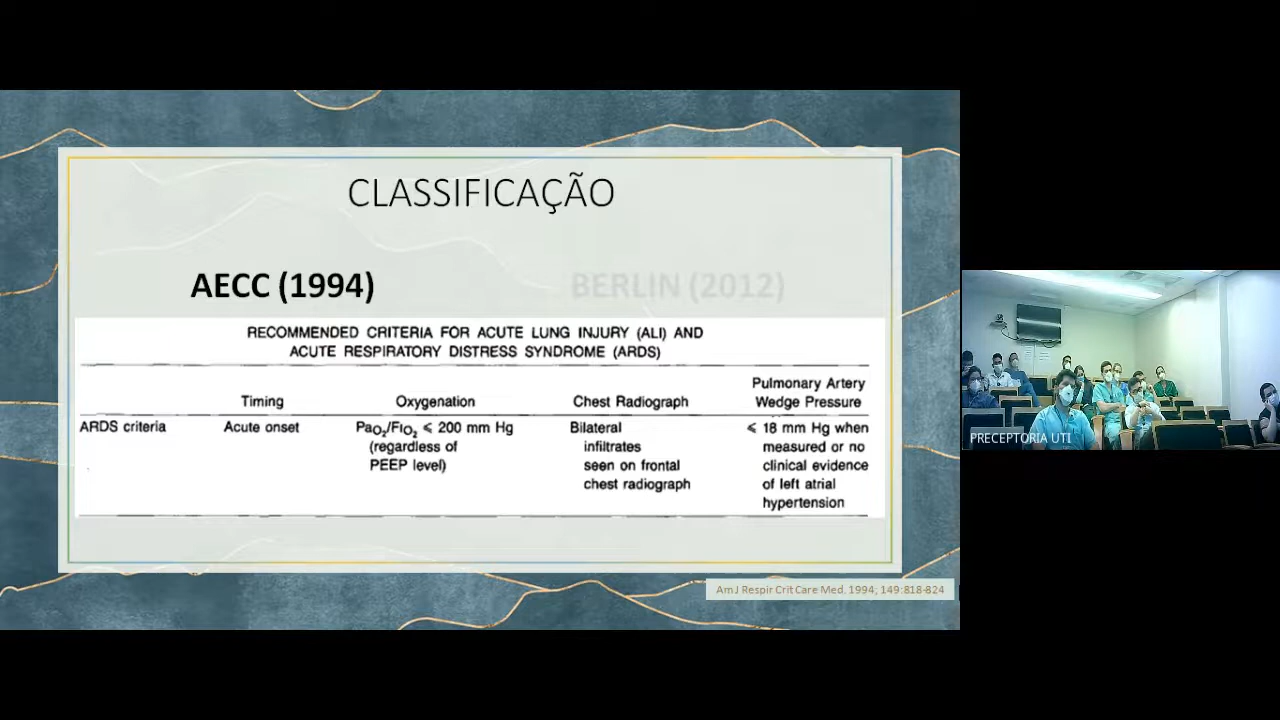 CLASSIFICAÇÃO
AECC (1994)
BERLIN (2012)
RECOMMENDED CRITERIA FOR ACUTE LUNG INJURY (ALI) AND
ACUTE RESPIRATORY DISTRESS SYNDROME (ARDS)
Timing
Oxygenation
Chest Radiograph
Pulmonary Artery
Wedge Pressure
ARDS criteria
Acute onset
PaO₂/FIO₂ ⩽ 200 mm Hg
(regardless of
PEEP level)
Bilateral
infiltrates
seen on frontal
chest radiograph
⩽ 18 mm Hg when
measured or no
clinical evidence
of left atrial
hypertension
Am J Respir Crit Care Med. 1994; 149:818-824
PRECEPTORIA UTI